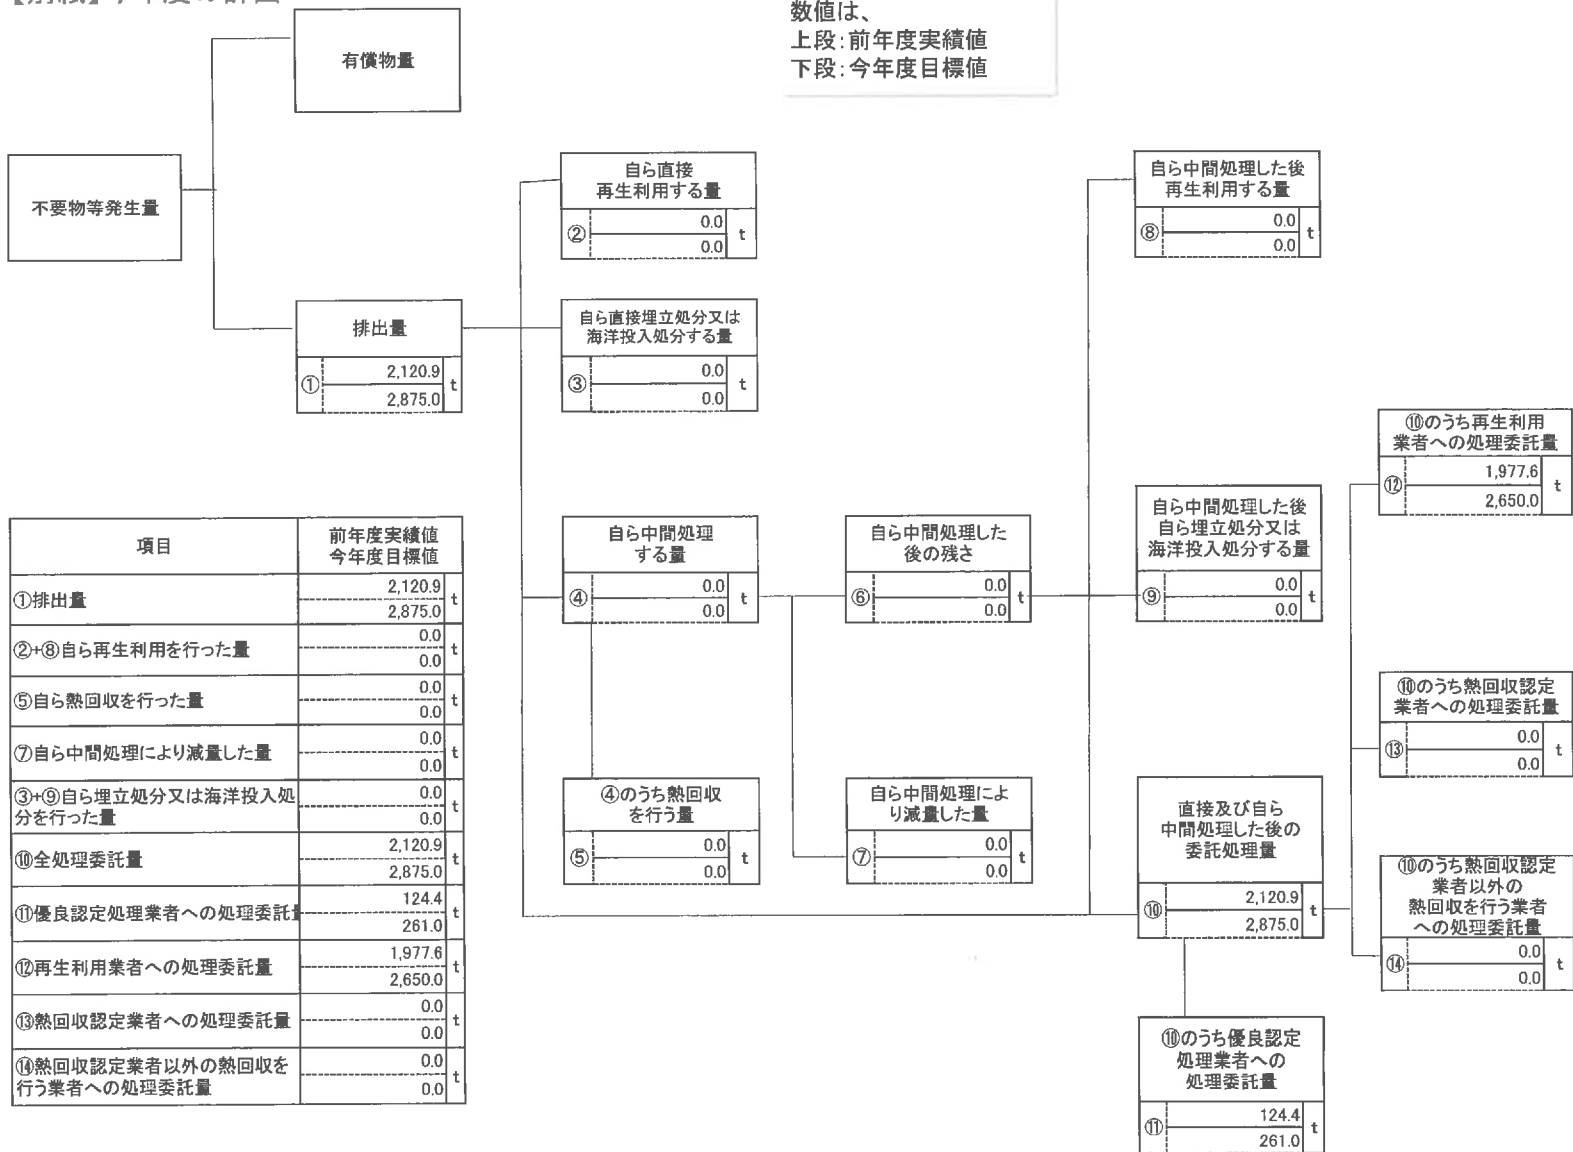 数値は、
上段:前年度実績値
下段:今年度目標値
有償物量
不要物等発生量
排出量
①
2,120.9
2,875.0
t
自ら直接
再生利用する量
②
0.0
0.0
t
自ら直接埋立処分又は
海洋投入処分する量
③
0.0
0.0
t
自ら中間処理
する量
④
0.0
0.0
t
④のうち熱回収
を行う量
⑤
0.0
0.0
t
自ら中間処理した
後の残さ
⑥
0.0
0.0
t
自ら中間処理によ
り減量した量
⑦
0.0
0.0
t
自ら中間処理した後
再生利用する量
⑧
0.0
0.0
t
自ら中間処理した後
自ら埋立処分又は
海洋投入処分する量
⑨
0.0
0.0
t
直接及び自ら
中間処理した後の
委託処理量
⑩
2,120.9
2,875.0
t
⑩のうち優良認定
処理業者への
処理委託量
⑪
124.4
261.0
t
⑩のうち再生利用
業者への処理委託量
⑫
1,977.6
2,650.0
t
⑩のうち熱回収認定
業者への処理委託量
⑬
0.0
0.0
t
⑩のうち熱回収認定
業者以外の
熱回収を行う業者
への処理委託量
⑭
0.0
0.0
t
項目
前年度実績値
今年度目標値
①排出量
2,120.9
2,875.0
t
②+⑧自ら再生利用を行った量
0.0
0.0
t
⑤自ら熱回収を行った量
0.0
0.0
t
⑦自ら中間処理により減量した量
0.0
0.0
t
③+⑨自ら埋立処分又は海洋投入処
分を行った量
0.0
0.0
t
⑩全処理委託量
2,120.9
2,875.0
t
⑪優良認定処理業者への処理委託
124.4
261.0
t
⑫再生利用業者への処理委託量
1,977.6
2,650.0
t
⑬熱回収認定業者への処理委託量
0.0
0.0
t
⑭熱回収認定業者以外の熱回収を
行う業者への処理委託量
0.0
0.0
t